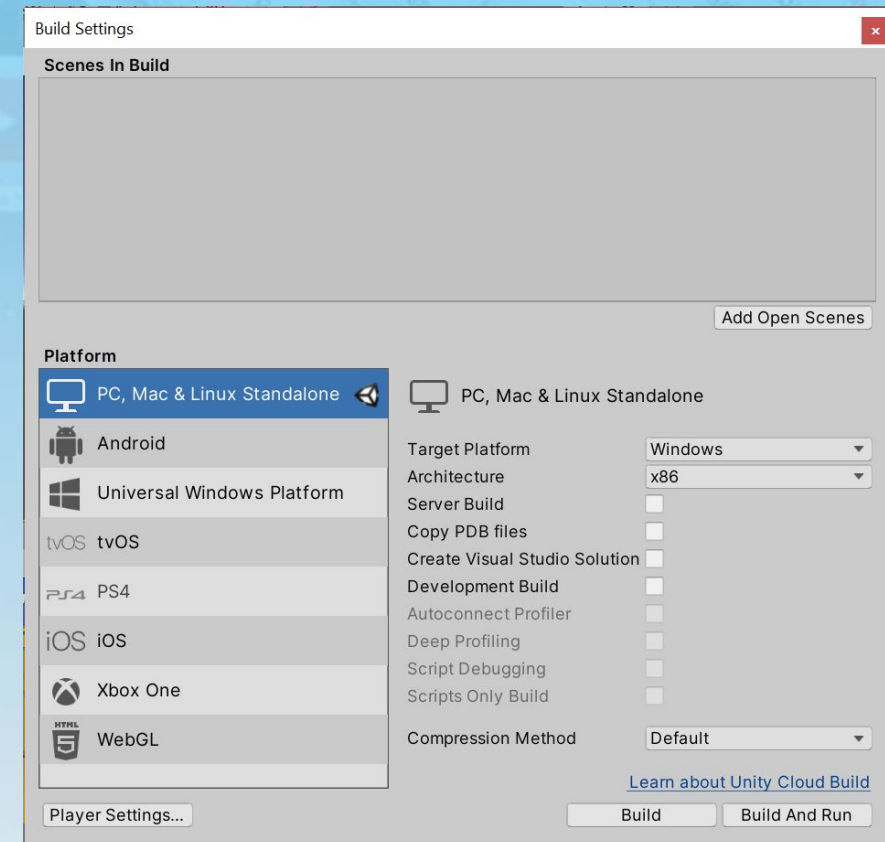 Build Settings
x
Scenes In Build
Add Open Scenes
Platform
PC, Mac & Linux Standalone
Android
Universal Windows Platform
tvOS tvOS
PS4 PS4
iOS iOS
Xbox One
HTML
5 WebGL
PC, Mac & Linux Standalone
Target Platform Windows
Architecture x86
Server Build
Copy PDB files
Create Visual Studio Solution
Development Build
Autoconnect Profiler
Deep Profiling
Script Debugging
Scripts Only Build
Compression Method Default
Learn about Unity Cloud Build
Player Settings... Build Build And Run